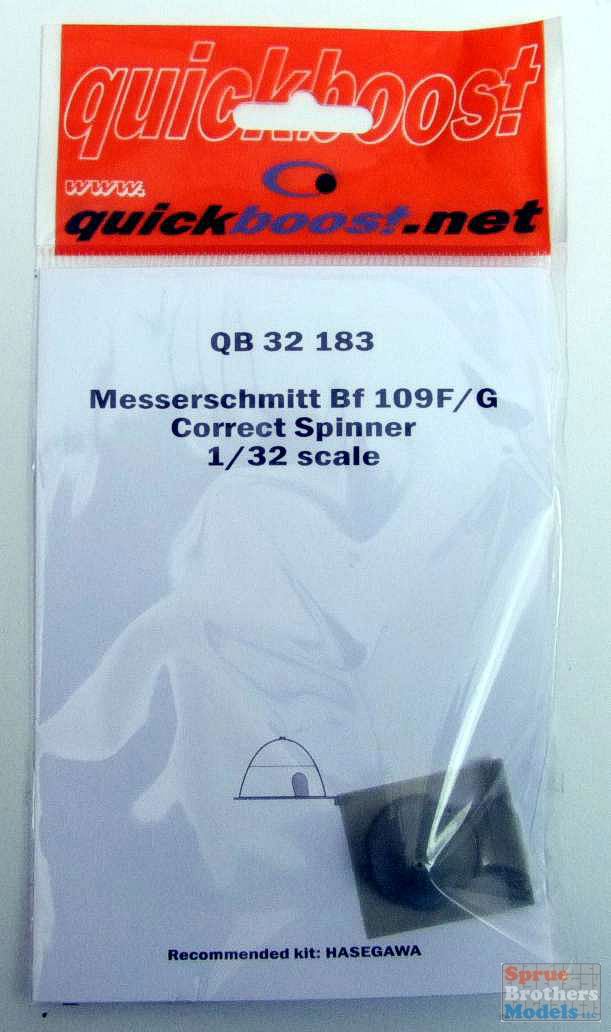 quickboost
www.
quickboost.net
QB 32 183
Messerschmitt Bf 109F/G
Correct Spinner
1/32 scale
Recommended kit: HASEGAWA
Sprue
Brothers
Models LLC